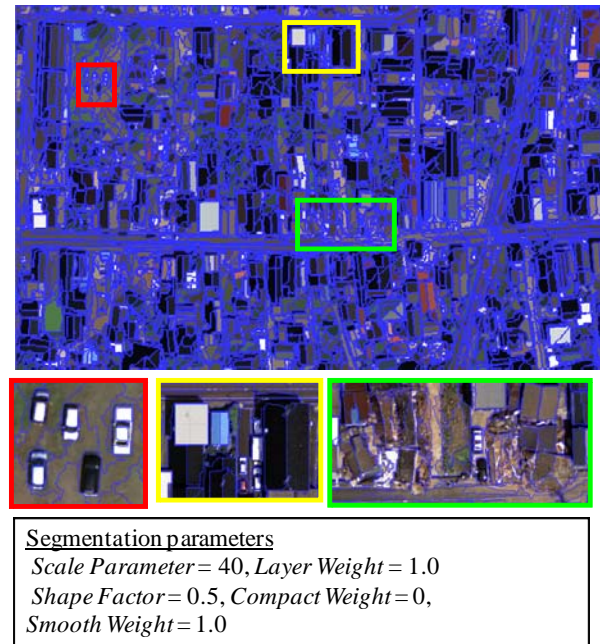 Segmentation parameters
Scale Parameter = 40, Layer Weight = 1.0
Shape Factor = 0.5, Compact Weight = 0,
Smooth Weight = 1.0